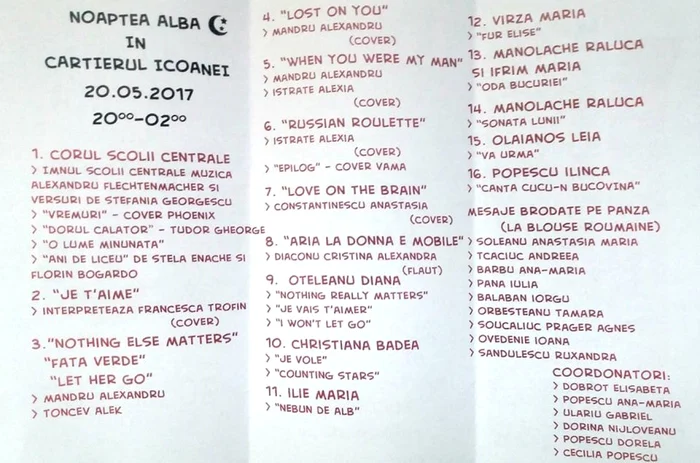 NOAPTEA ALBA
IN
CARTIERUL ICOANEI
20.05.2017
20⁰⁰-02⁰⁰
1. CORUL SCOLII CENTRALE
> IMNUL SCOLII CENTRALE MUZICA
ALEXANDRU FLECHTENMACHER SI
VERSURI DE STEFANIA GEORGESCU
> "VREMURI" - COVER PHOENIX
> "DORUL CALATOR" - TUDOR GHEORGE
> "O LUME MINUNATA"
> "ANI DE LICEU" DE STELA ENACHE SI
FLORIN BOGARDO
2. "JE T'AIME"
> INTERPRETEAZA FRANCESCA TROFIN
(COVER)
3."NOTHING ELSE MATTERS"
"FATA VERDE"
"LET HER GO"
> MANDRU ALEXANDRU
> TONCEV ALEK
4. "LOST ON YOU"
> MANDRU ALEXANDRU
(COVER)
5. "WHEN YOU WERE MY MAN"
> MANDRU ALEXANDRU
> ISTRATE ALEXIA
(COVER)
6. "RUSSIAN ROULETTE"
> ISTRATE ALEXIA
(COVER)
> "EPILOG" - COVER VAMA
7. "LOVE ON THE BRAIN"
> CONSTANTINESCU ANASTASIA
(COVER)
8. "ARIA LA DONNA E MOBILE"
> DIACONU CRISTINA ALEXANDRA
(FLAUT)
9. OTELEANU DIANA
> "NOTHING REALLY MATTERS"
> "JE VAIS T'AIMER"
> "I WON'T LET GO"
10. CHRISTIANA BADEA
> "JE VOLE"
> "COUNTING STARS"
11. ILIE MARIA
> "NEBUN DE ALB"
12. VIRZA MARIA
> "FUR ELISE"
13. MANOLACHE RALUCA
SI IFRIM MARIA
> "ODA BUCURIEI"
14. MANOLACHE RALUCA
> "SONATA LUNII"
15. OLAIANOS LEIA
> "VA URMA"
16. POPESCU ILINCA
> "CANTA CUCU-N BUCOVINA"
MESAJE BRODATE PE PANZA
(LA BLOUSE ROUMAINE)
> SOLEANU ANASTASIA MARIA
> TCACIUC ANDREEA
> BARBU ANA-MARIA
> PANA IULIA
> BALABAN IORGU
> ORBESTEANU TAMARA
> SOUCALIUC PRAGER AGNES
> OVEDENIE IOANA
> SANDULESCU RUXANDRA
COORDONATORI:
> DOBROT ELISABETA
> POPESCU ANA-MARIA
> ULARIU GABRIEL
> DORINA NIJLOVEANU
> POPESCU DORELA
> CECILIA POPESCU